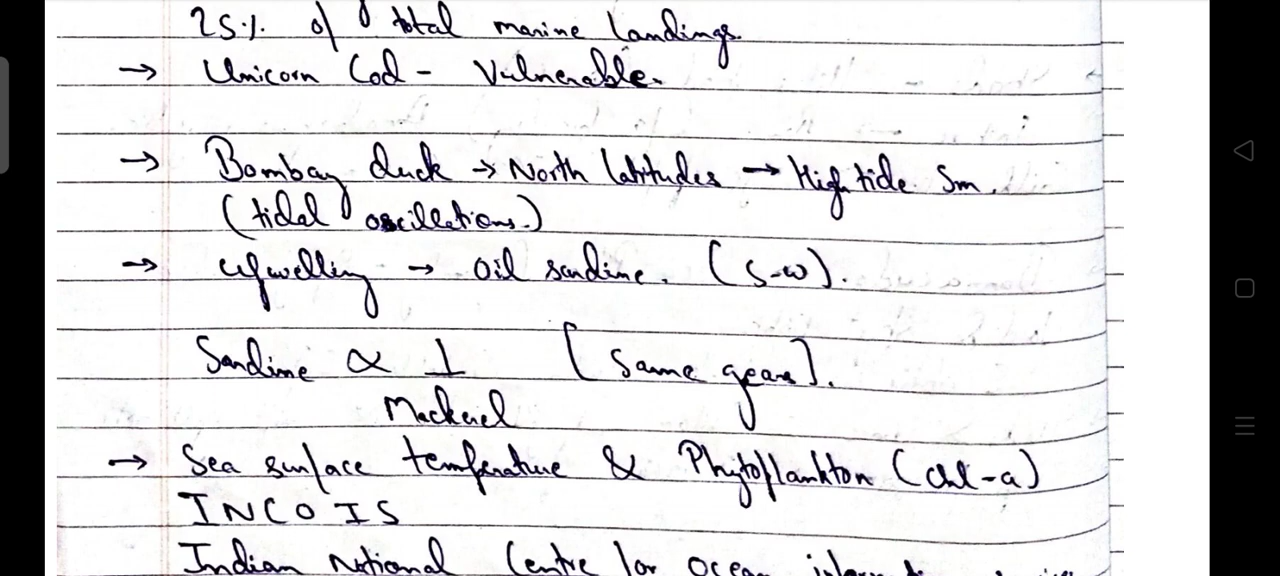 25%. of total marine landings.
→ Unicorn Cod - Vulnerable.
→ Bombay duck → North latitudes → High tide 5m.
(tidal oscillations.)
→ upwelling → Oil sardine. (S-W).
Sardine ∝ 1 [Same gear].
Mackerel
→ Sea surface temperature & Phytoplankton (chl-a)
INCOIS
Indian National Centre for Ocean